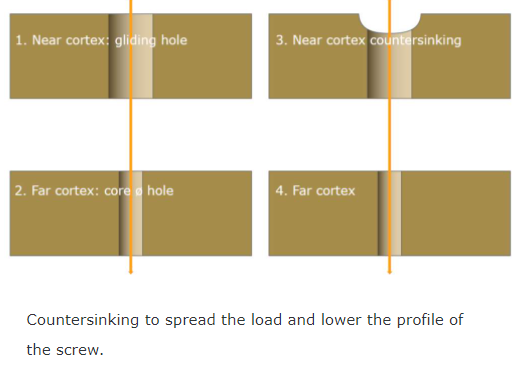 1. Near cortex: gliding hole
3. Near cortex countersinking
2. Far cortex: core ø hole
4. Far cortex
Countersinking to spread the load and lower the profile of
the screw.